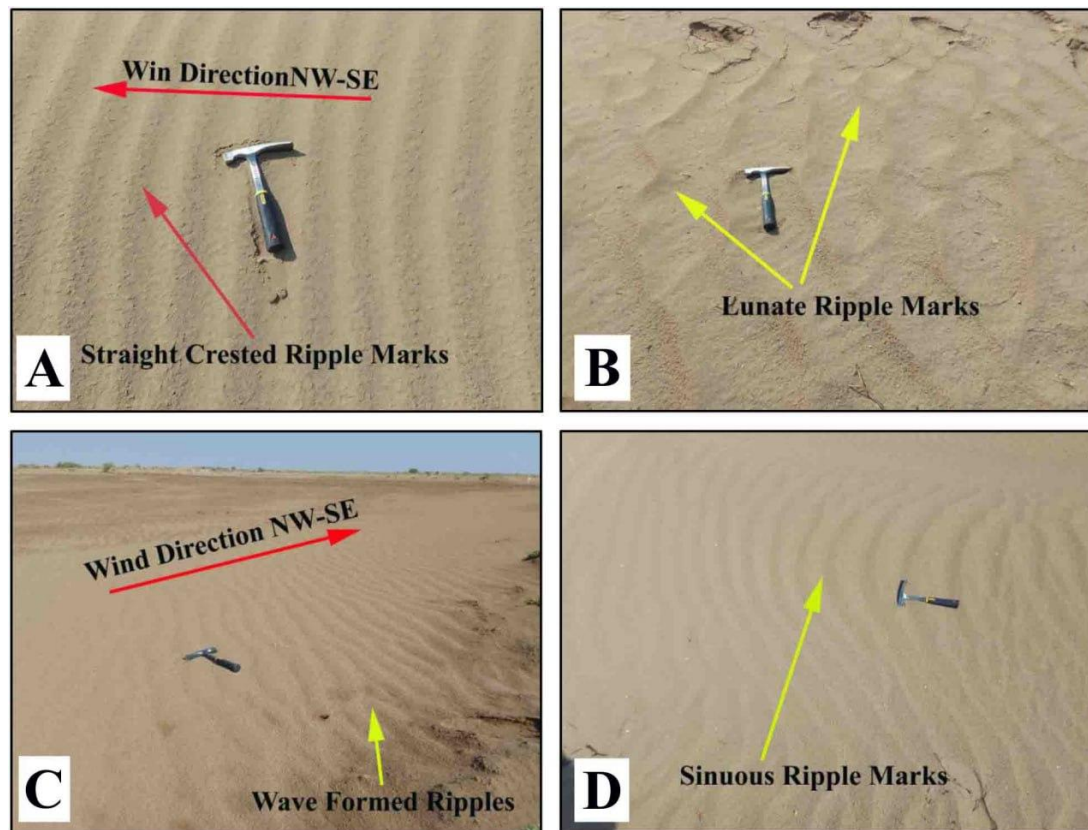 Win DirectionNW-SE
Straight Crested Ripple Marks
A
Lunate Ripple Marks
B
Wind Direction NW-SE
Wave Formed Ripples
C
Sinuous Ripple Marks
D